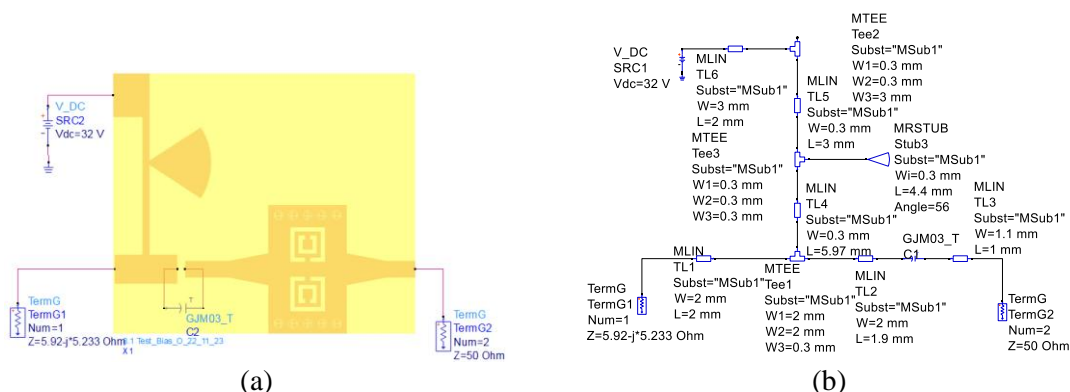 V_DC
SRC2
Vdc=32 V
TermG
TermG1
Num=1
Z=5.92-j*5.233 Ohm
8.1 Test_Bias_0_22_11_23
X1
T
GJM03_T
C2
TermG
TermG2
Num=2
Z=50 Ohm
(a)
V_DC
SRC1
Vdc=32 V
MLIN
TL6
Subst="MSub1"
W=3 mm
L=2 mm
MTEE
Tee2
Subst="MSub1"
W1=0.3 mm
W2=0.3 mm
W3=3 mm
MLIN
TL5
Subst="MSub1"
W=0.3 mm
L=3 mm
MTEE
Tee3
Subst="MSub1"
W1=0.3 mm
W2=0.3 mm
W3=0.3 mm
MRSTUB
Stub3
Subst="MSub1"
Wi=0.3 mm
L=4.4 mm
Angle=56
MLIN
TL4
Subst="MSub1"
W=0.3 mm
L=5.97 mm
MLIN
TL3
Subst="MSub1"
W=1.1 mm
L=1 mm
GJM03_T
C1
MLIN
TL1
Subst="MSub1"
W=2 mm
L=2 mm
MTEE
Tee1
Subst="MSub1"
W1=2 mm
W2=2 mm
W3=0.3 mm
MLIN
TL2
Subst="MSub1"
W=2 mm
L=1.9 mm
TermG
TermG1
Num=1
Z=5.92-j*5.233 Ohm
TermG
TermG2
Num=2
Z=50 Ohm
(b)